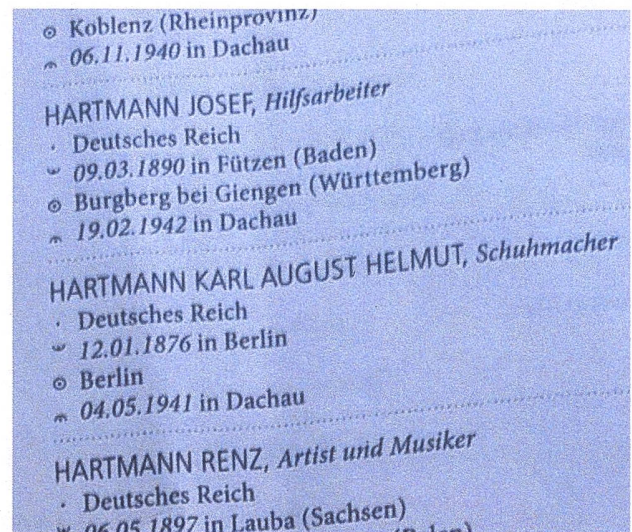 ⊙ Koblenz (Rheinprovinz)
06.11.1940 in Dachau
HARTMANN JOSEF, Hilfsarbeiter
· Deutsches Reich
09.03.1890 in Fützen (Baden)
⊙ Burgberg bei Giengen (Württemberg)
19.02.1942 in Dachau
HARTMANN KARL AUGUST HELMUT, Schuhmacher
· Deutsches Reich
12.01.1876 in Berlin
⊙ Berlin
04.05.1941 in Dachau
HARTMANN RENZ, Artist und Musiker
· Deutsches Reich
06.05.1897 in Lauba (Sachsen)